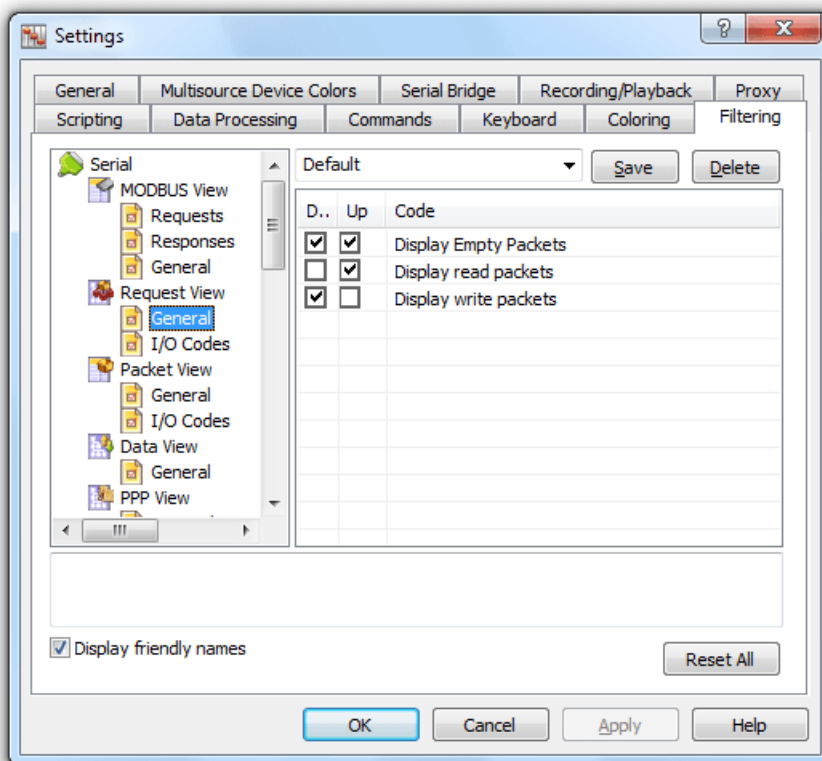 Settings
General Multisource Device Colors Serial Bridge Recording/Playback Proxy
Scripting Data Processing Commands Keyboard Coloring Filtering
Serial
MODBUS View
Requests
Responses
General
Request View
General
I/O Codes
Packet View
General
I/O Codes
Data View
General
PPP View
Default Save Delete
D.. Up Code
Display Empty Packets
Display read packets
Display write packets
Display friendly names
Reset All
OK Cancel Apply Help